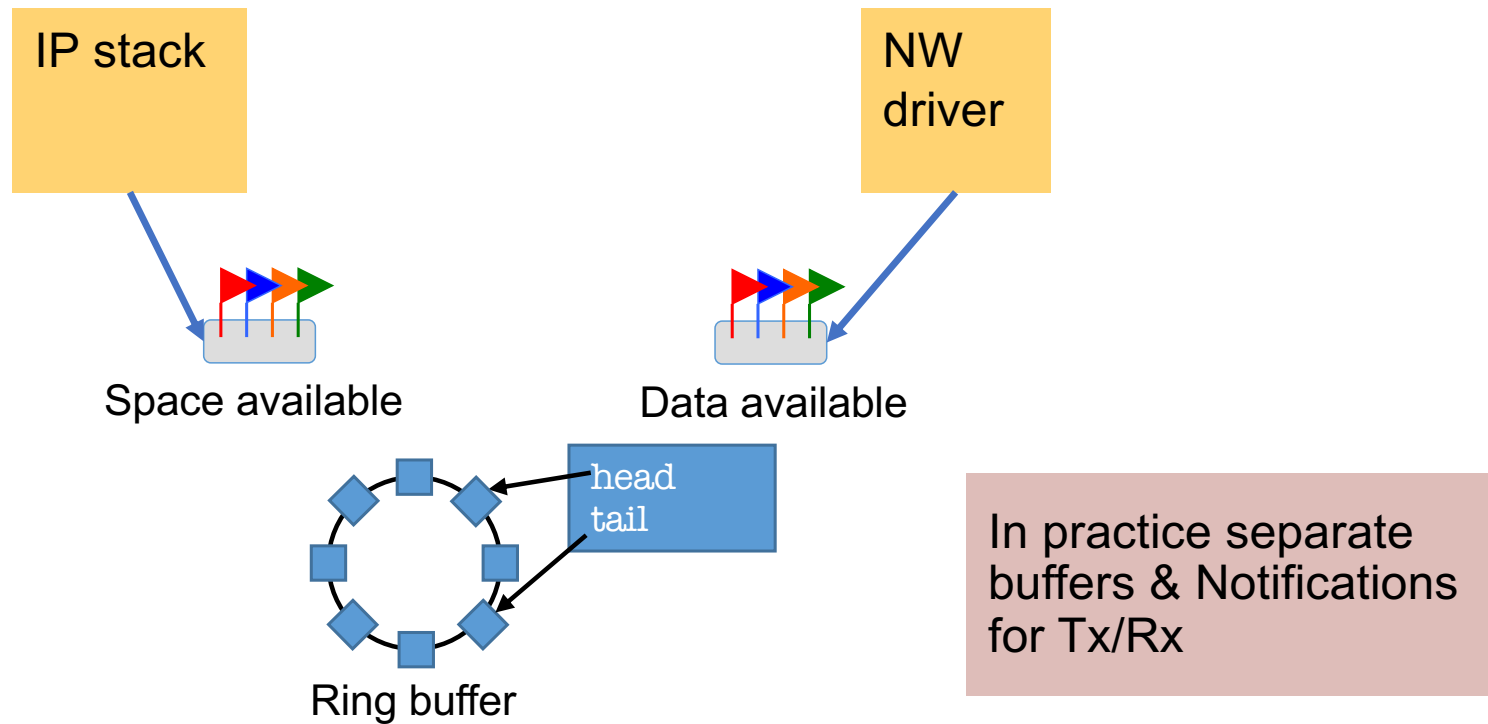 IP stack
NW
driver
Space available
Data available
head
tail
Ring buffer
In practice separate
buffers & Notifications
for Tx/Rx